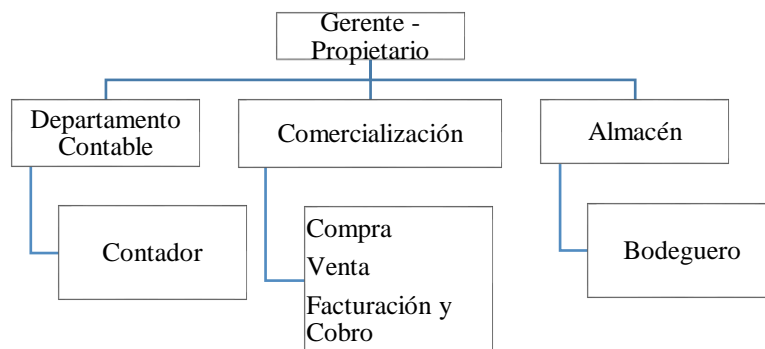 Gerente -
Propietario
Departamento
Contable
Comercialización
Almacén
Contador
Compra
Venta
Facturación y
Cobro
Bodeguero